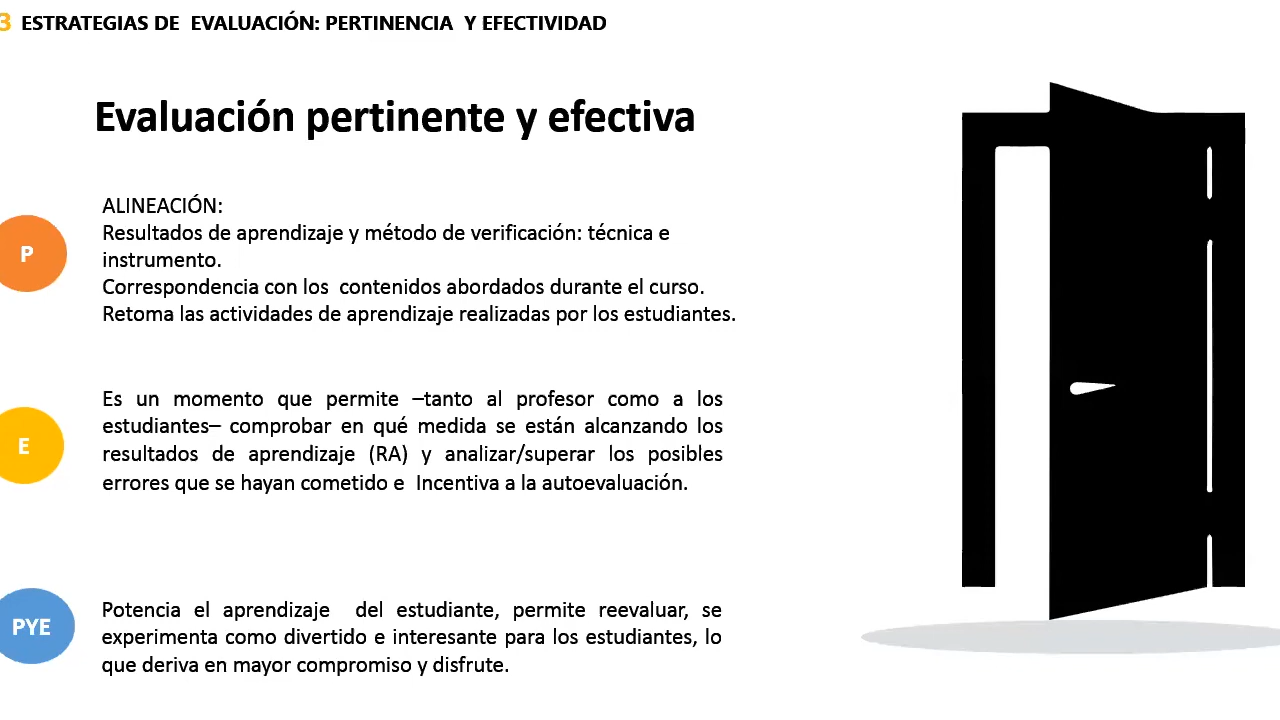 3 ESTRATEGIAS DE EVALUACIÓN: PERTINENCIA Y EFECTIVIDAD
Evaluación pertinente y efectiva
P
ALINEACIÓN:
Resultados de aprendizaje y método de verificación: técnica e
instrumento.
Correspondencia con los contenidos abordados durante el curso.
Retoma las actividades de aprendizaje realizadas por los estudiantes.
E
Es un momento que permite –tanto al profesor como a los
estudiantes– comprobar en qué medida se están alcanzando los
resultados de aprendizaje (RA) y analizar/superar los posibles
errores que se hayan cometido e Incentiva a la autoevaluación.
PYE
Potencia el aprendizaje del estudiante, permite reevaluar, se
experimenta como divertido e interesante para los estudiantes, lo
que deriva en mayor compromiso y disfrute.